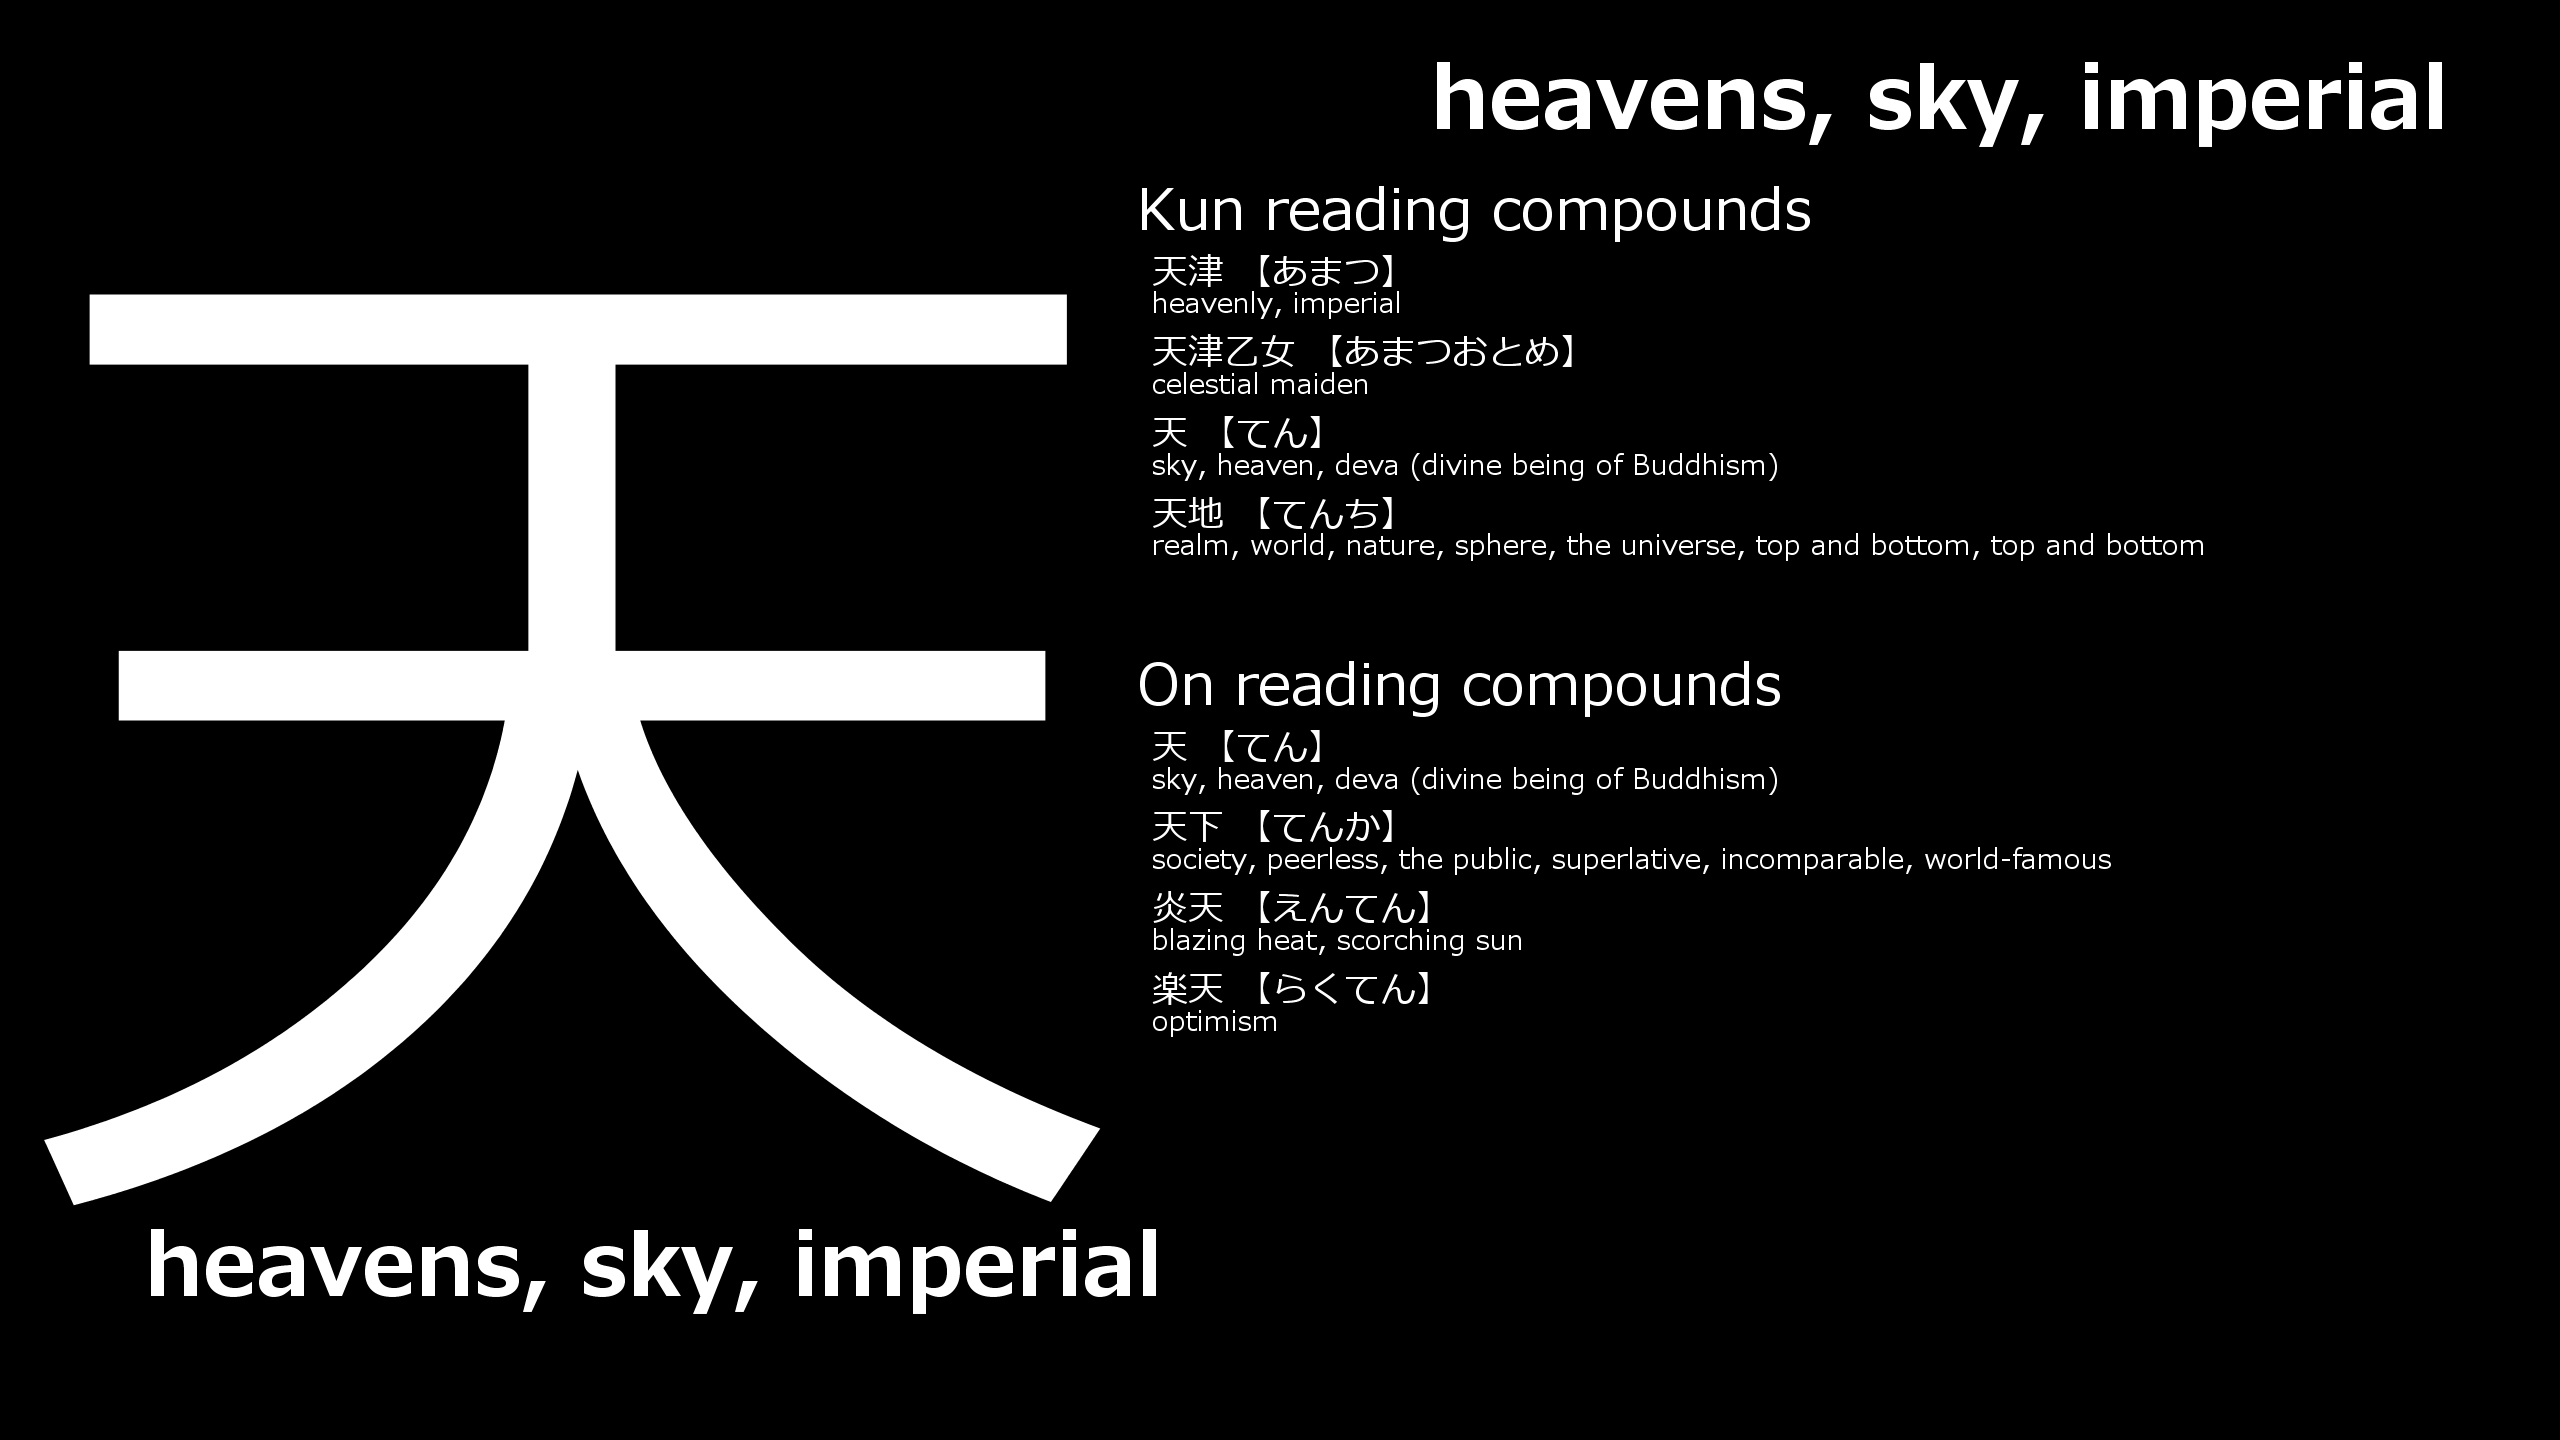 heavens, sky, imperial
天
Kun reading compounds
天津 【あまつ】
heavenly, imperial
天津乙女 【あまつおとめ】
celestial maiden
天 【てん】
sky, heaven, deva (divine being of Buddhism)
天地 【てんち】
realm, world, nature, sphere, the universe, top and bottom, top and bottom
On reading compounds
天 【てん】
sky, heaven, deva (divine being of Buddhism)
天下 【てんか】
society, peerless, the public, superlative, incomparable, world-famous
炎天 【えんてん】
blazing heat, scorching sun
楽天 【らくてん】
optimism
heavens, sky, imperial